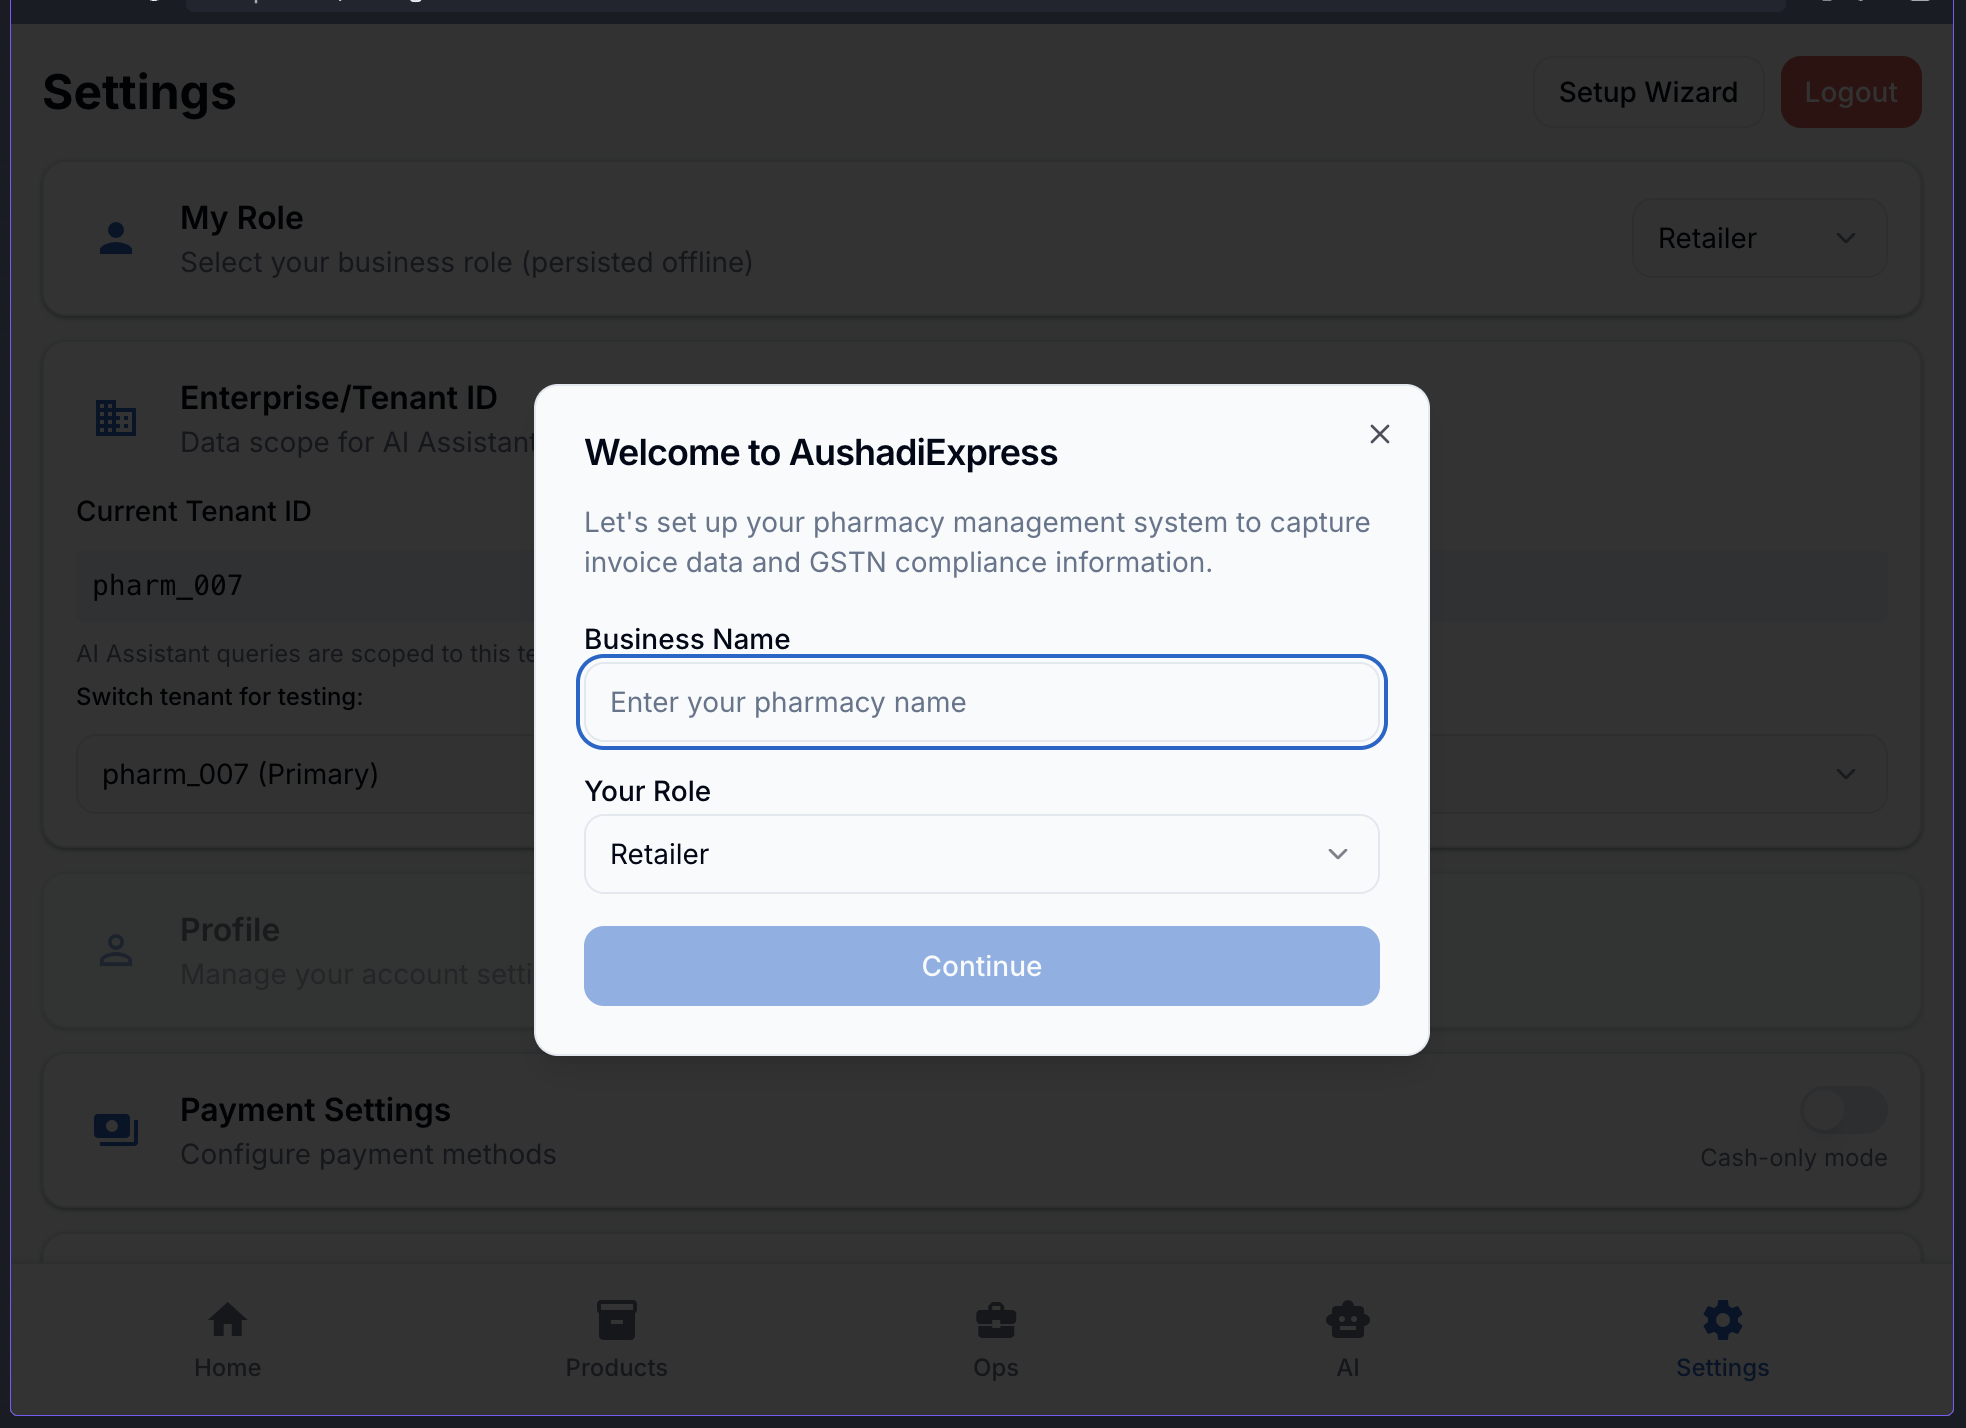 Settings
Setup Wizard
Logout
My Role
Select your business role (persisted offline)
Retailer
Enterprise/Tenant ID
Data scope for AI Assistant
Current Tenant ID
pharm_007
AI Assistant queries are scoped to this
Switch tenant for testing:
pharm_007 (Primary)
Profile
Manage your account
Payment Settings
Configure payment methods
Cash-only mode
Welcome to AushadiExpress
Let's set up your pharmacy management system to capture
invoice data and GSTN compliance information.
Business Name
Enter your pharmacy name
Your Role
Retailer
Continue
Home
Products
Ops
AI
Settings